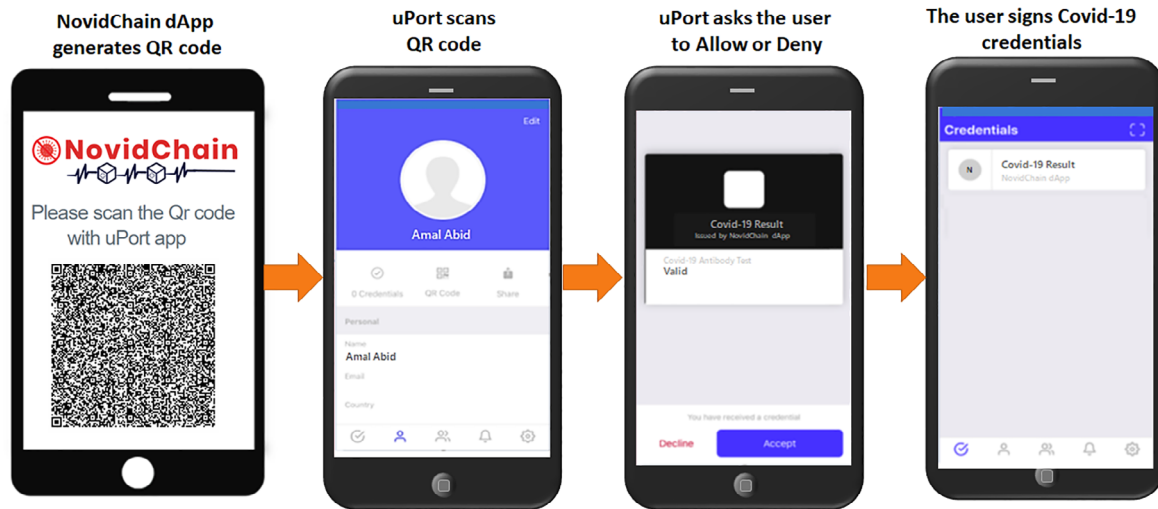 NovidChain dApp
generates QR code
NovidChain
Please scan the Qr code
with uPort app
uPort scans
QR code
Edit
Amal Abid
0 Credentials
QR Code
Share
Personal
Name
Amal Abid
Email
Country
uPort asks the user
to Allow or Deny
Covid-19 Result
Issued by NovidChain dApp
Covid-19 Antibody Test
Valid
You have received a credential
Decline
Accept
The user signs Covid-19
credentials
Credentials
N
Covid-19 Result
NovidChain dApp